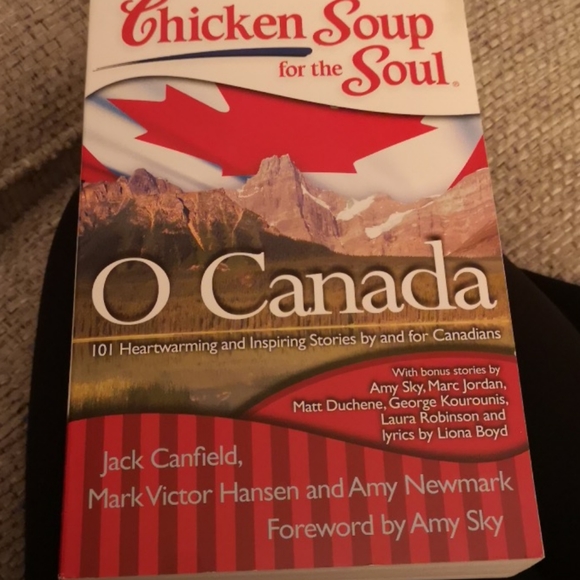 Chicken Soup
for the Soul®
O Canada
101 Heartwarming and Inspiring Stories by and for Canadians
With bonus stories by
Amy Sky, Marc Jordan,
Matt Duchene, George Kourounis,
Laura Robinson and
lyrics by Liona Boyd
Jack Canfield,
Mark Victor Hansen and Amy Newmark
Foreword by Amy Sky